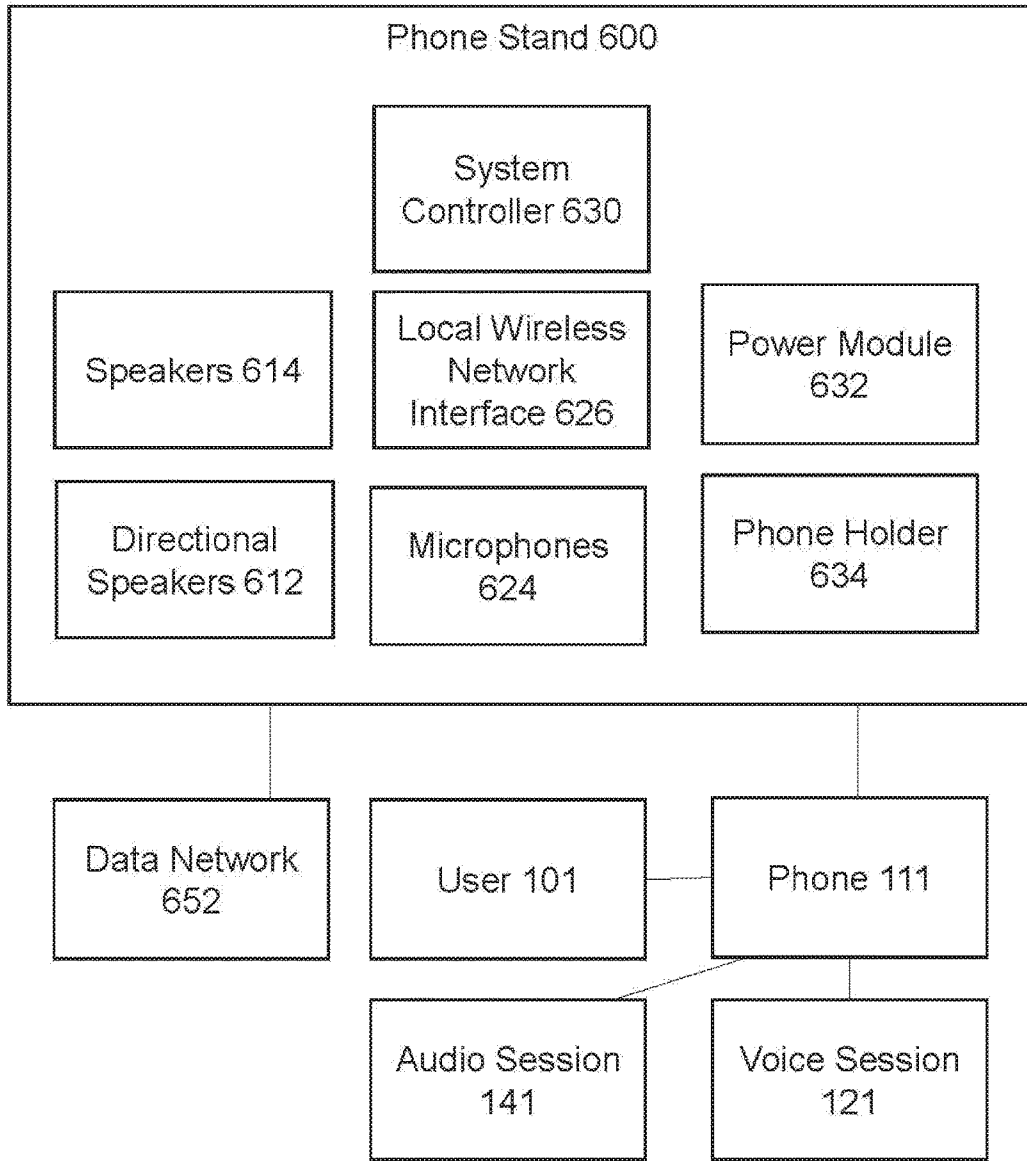 Phone Stand 600
System
Controller 630
Speakers 614
Local Wireless
Network
Interface 626
Power Module
632
Directional
Speakers 612
Microphones
624
Phone Holder
634
Data Network
652
User 101
Phone 111
Audio Session
141
Voice Session
121